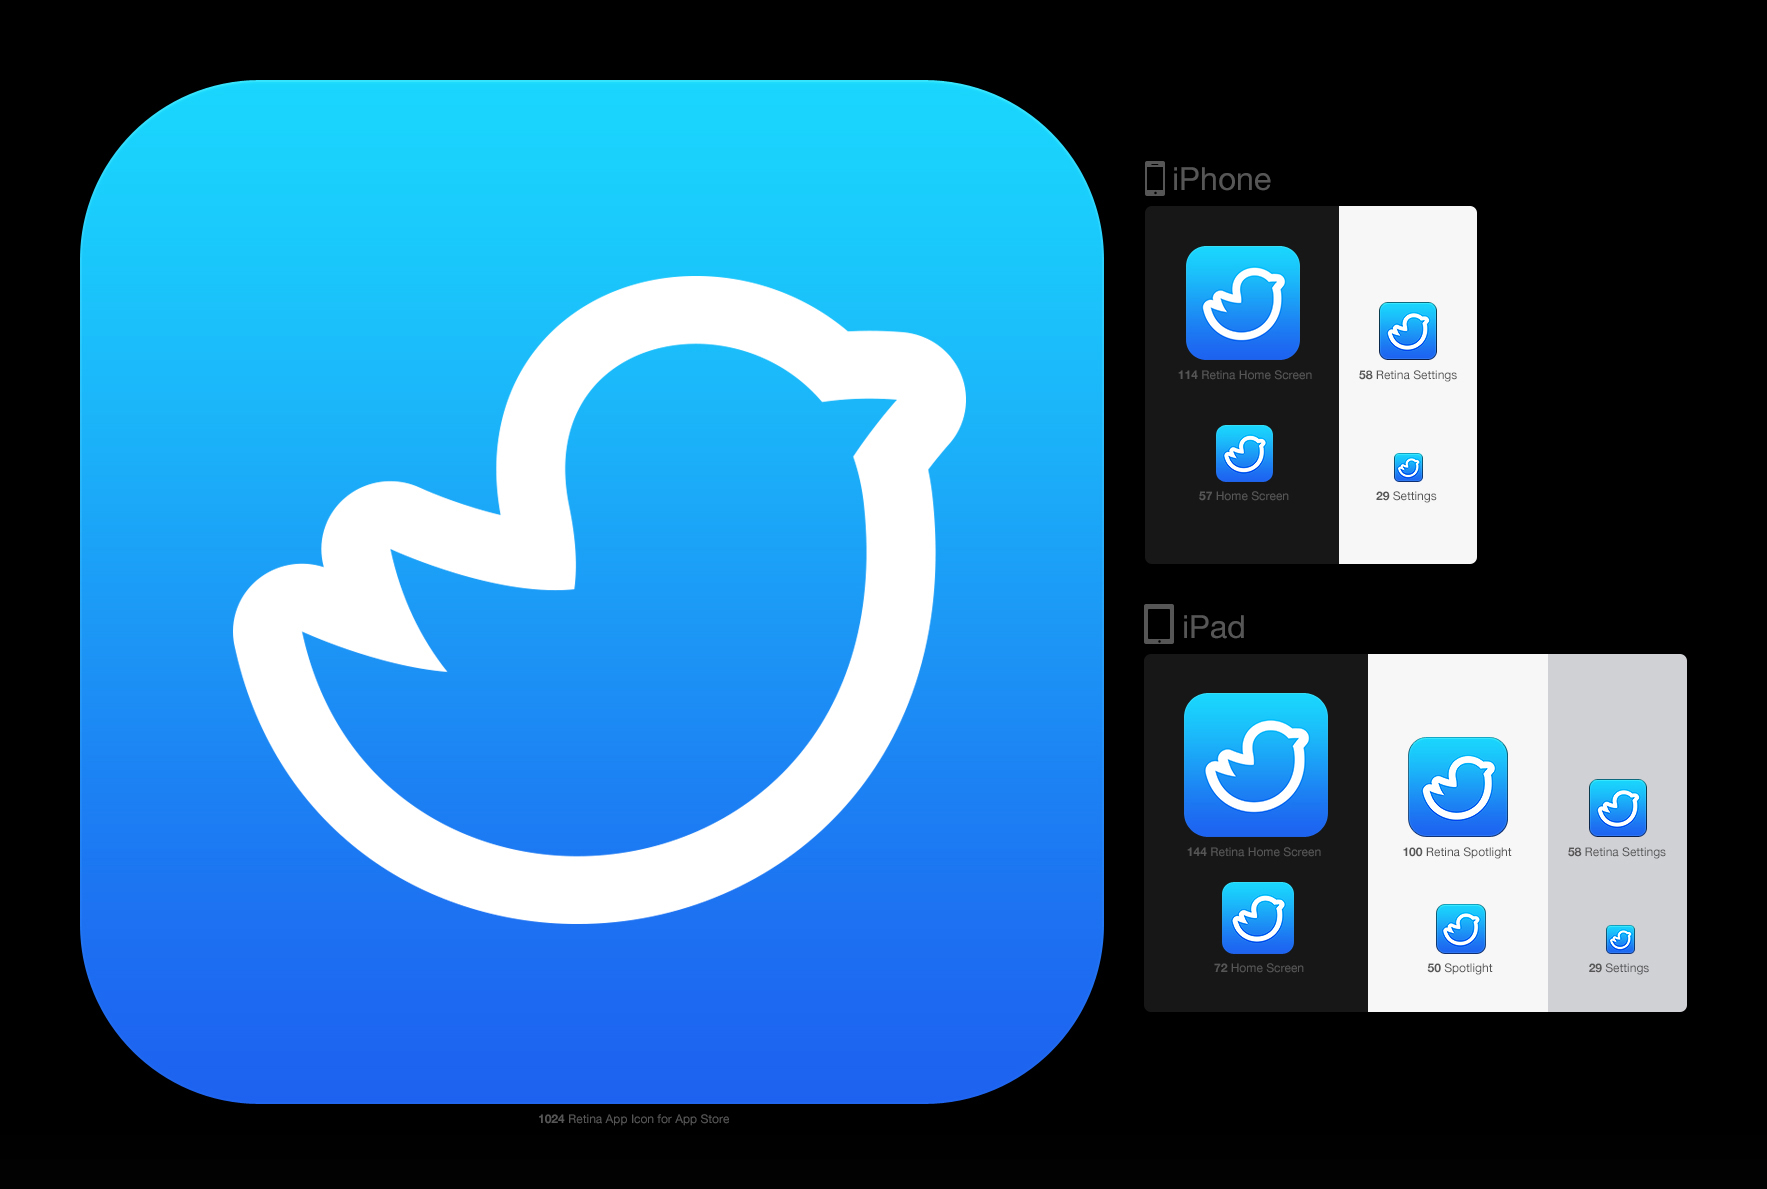 iPhone
114 Retina Home Screen
58 Retina Settings
57 Home Screen
29 Settings
iPad
144 Retina Home Screen
100 Retina Spotlight
58 Retina Settings
72 Home Screen
50 Spotlight
29 Settings
1024 Retina App Icon for App Store